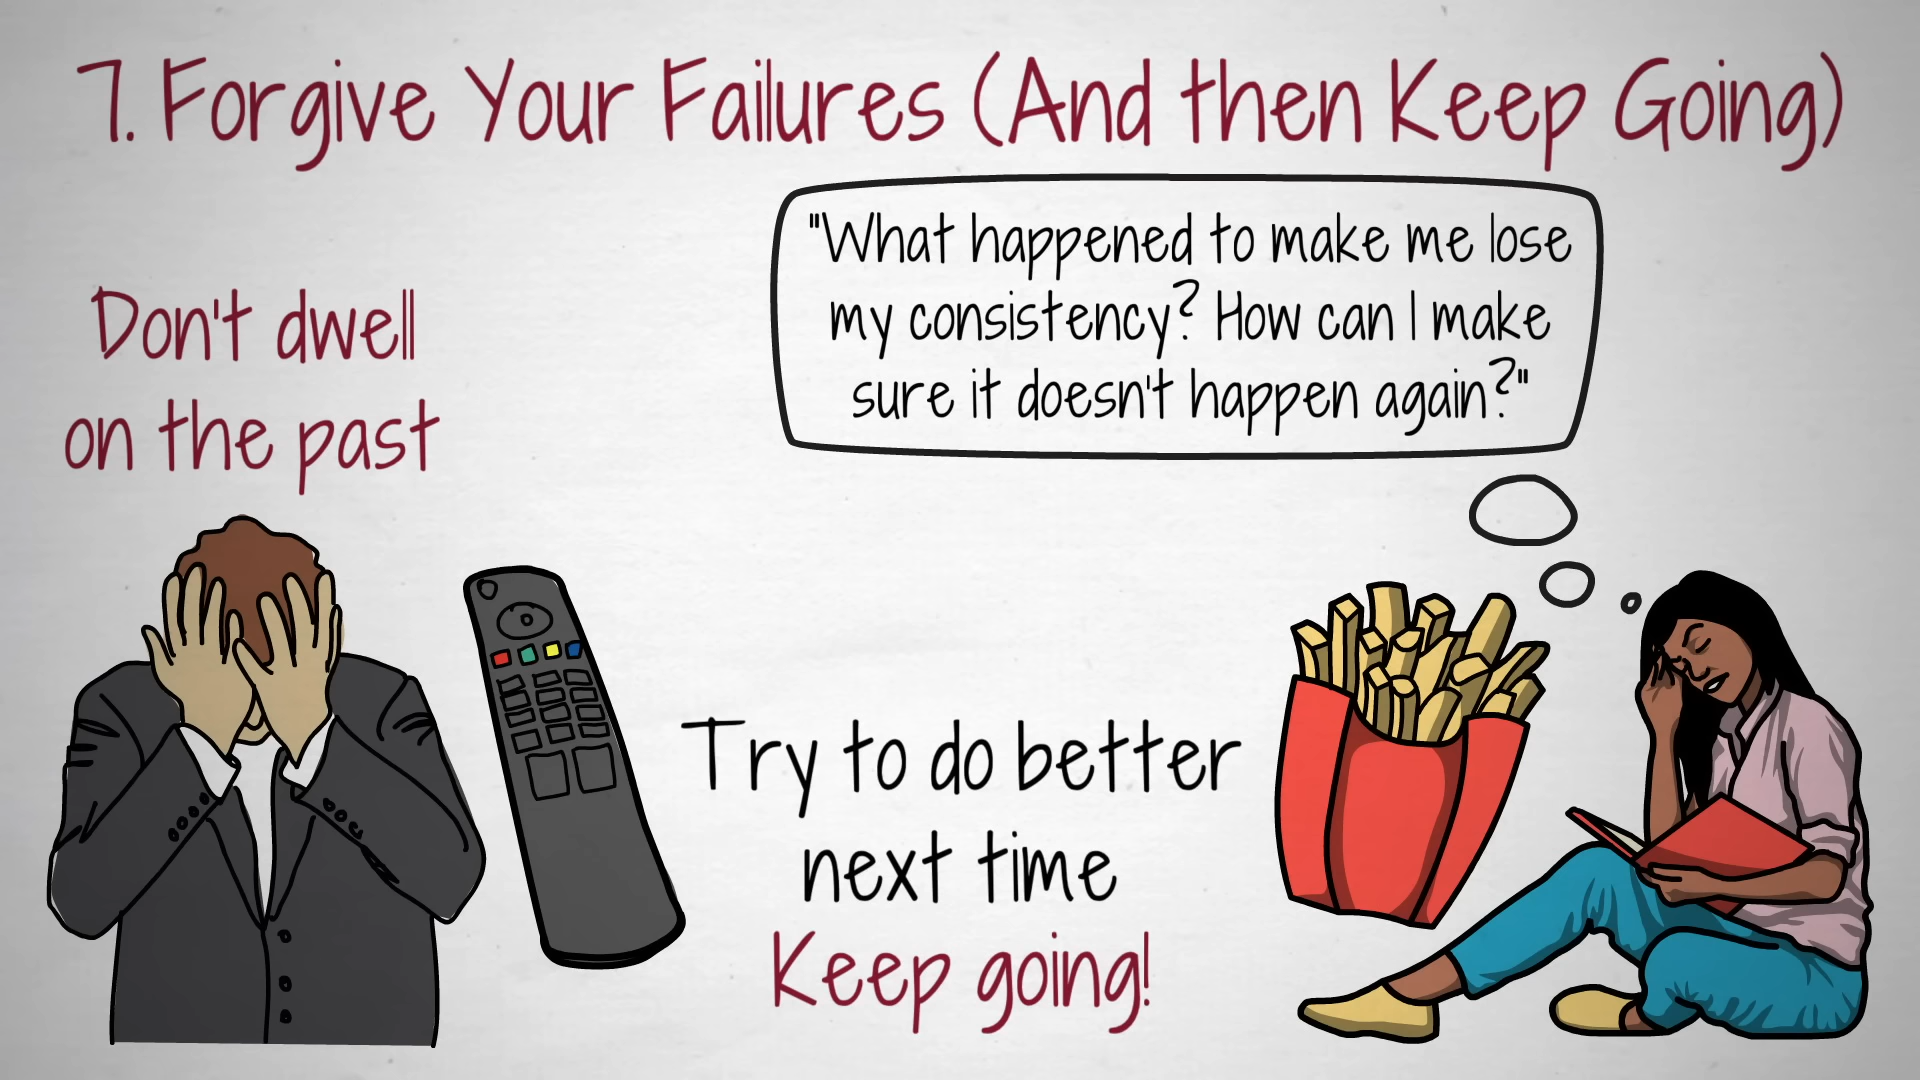 7. Forgive Your Failures (And then Keep Going)
"What happened to make me lose
my consistency? How can I make
sure it doesn't happen again?"
Don't dwell
on the past
Try to do better
next time
Keep going!